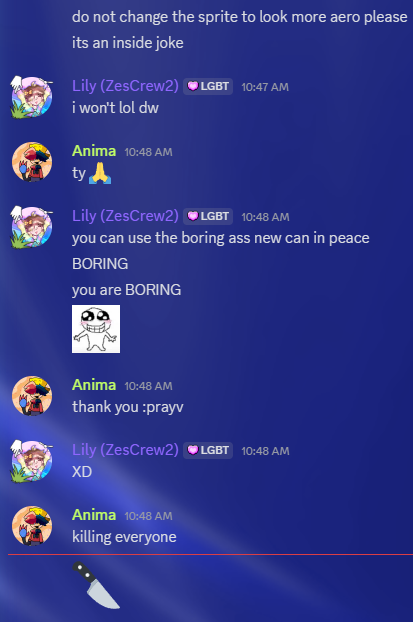 do not change the sprite to look more aero please
its an inside joke
Lily (ZesCrew2) LGBT 10:47 AM
i won't lol dw
Anima 10:48 AM
ty 🙏
Lily (ZesCrew2) LGBT 10:48 AM
you can use the boring ass new can in peace
BORING
you are BORING
Anima 10:48 AM
thank you :prayv
Lily (ZesCrew2) LGBT 10:48 AM
XD
Anima 10:48 AM
killing everyone
🔪